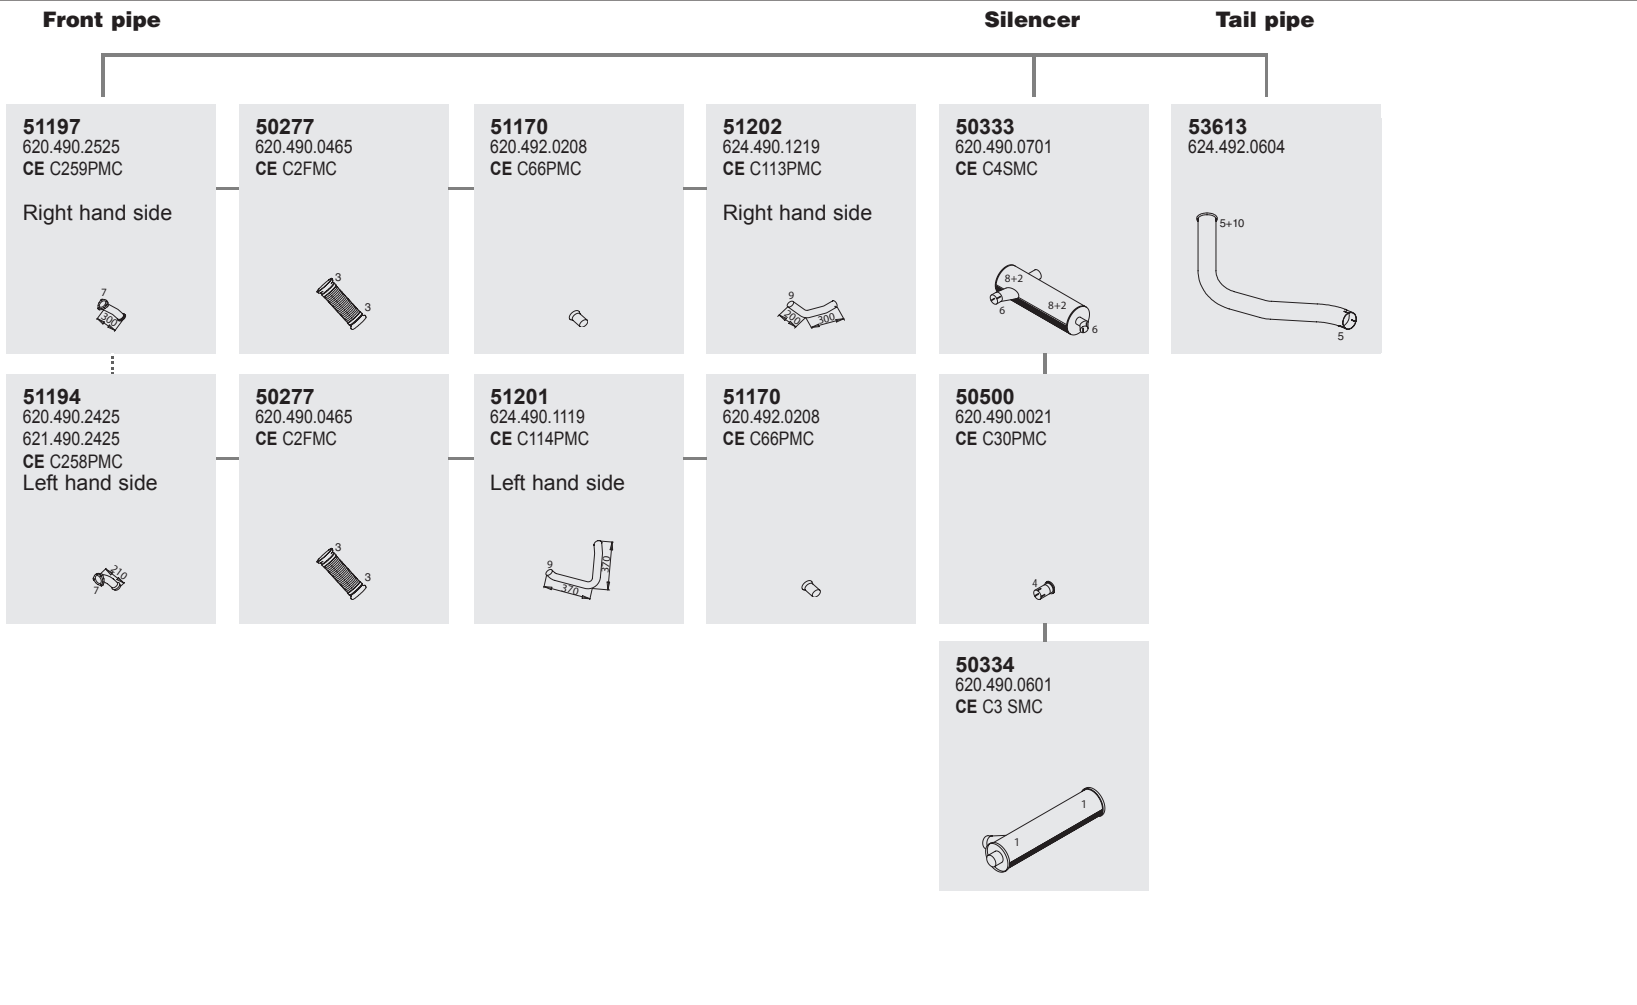 Front pipe
Silencer
Tail pipe
51197
620.490.2525
CE C259PMC
Right hand side
7
300
50277
620.490.0465
CE C2FMC
3
3
51170
620.492.0208
CE C66PMC
51202
624.490.1219
CE C113PMC
Right hand side
9
200
300
50333
620.490.0701
CE C4SMC
8+2
8+2
6
6
53613
624.492.0604
5+10
5
51194
620.490.2425
621.490.2425
CE C258PMC
Left hand side
210
7
50277
620.490.0465
CE C2FMC
3
3
51201
624.490.1119
CE C114PMC
Left hand side
9
370
370
51170
620.492.0208
CE C66PMC
50500
620.490.0021
CE C30PMC
4
50334
620.490.0601
CE C3 SMC
1
1